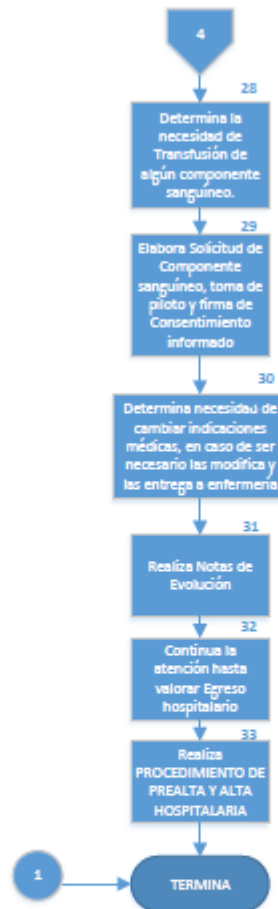 4
28
Determina la
necesidad de
Transfusión de
algún componente
sanguíneo.
29
Elabora Solicitud de
Componente
sanguíneo, toma de
piloto y firma de
Consentimiento
informado
30
Determina necesidad de
cambiar indicaciones
médicas, en caso de ser
necesario las modifica y
las entrega a enfermería
31
Realiza Notas de
Evolución
32
Continua la
atención hasta
valorar Egreso
hospitalario
33
Realiza
PROCEDIMIENTO DE
PREALTA Y ALTA
HOSPITALARIA
1
TERMINA